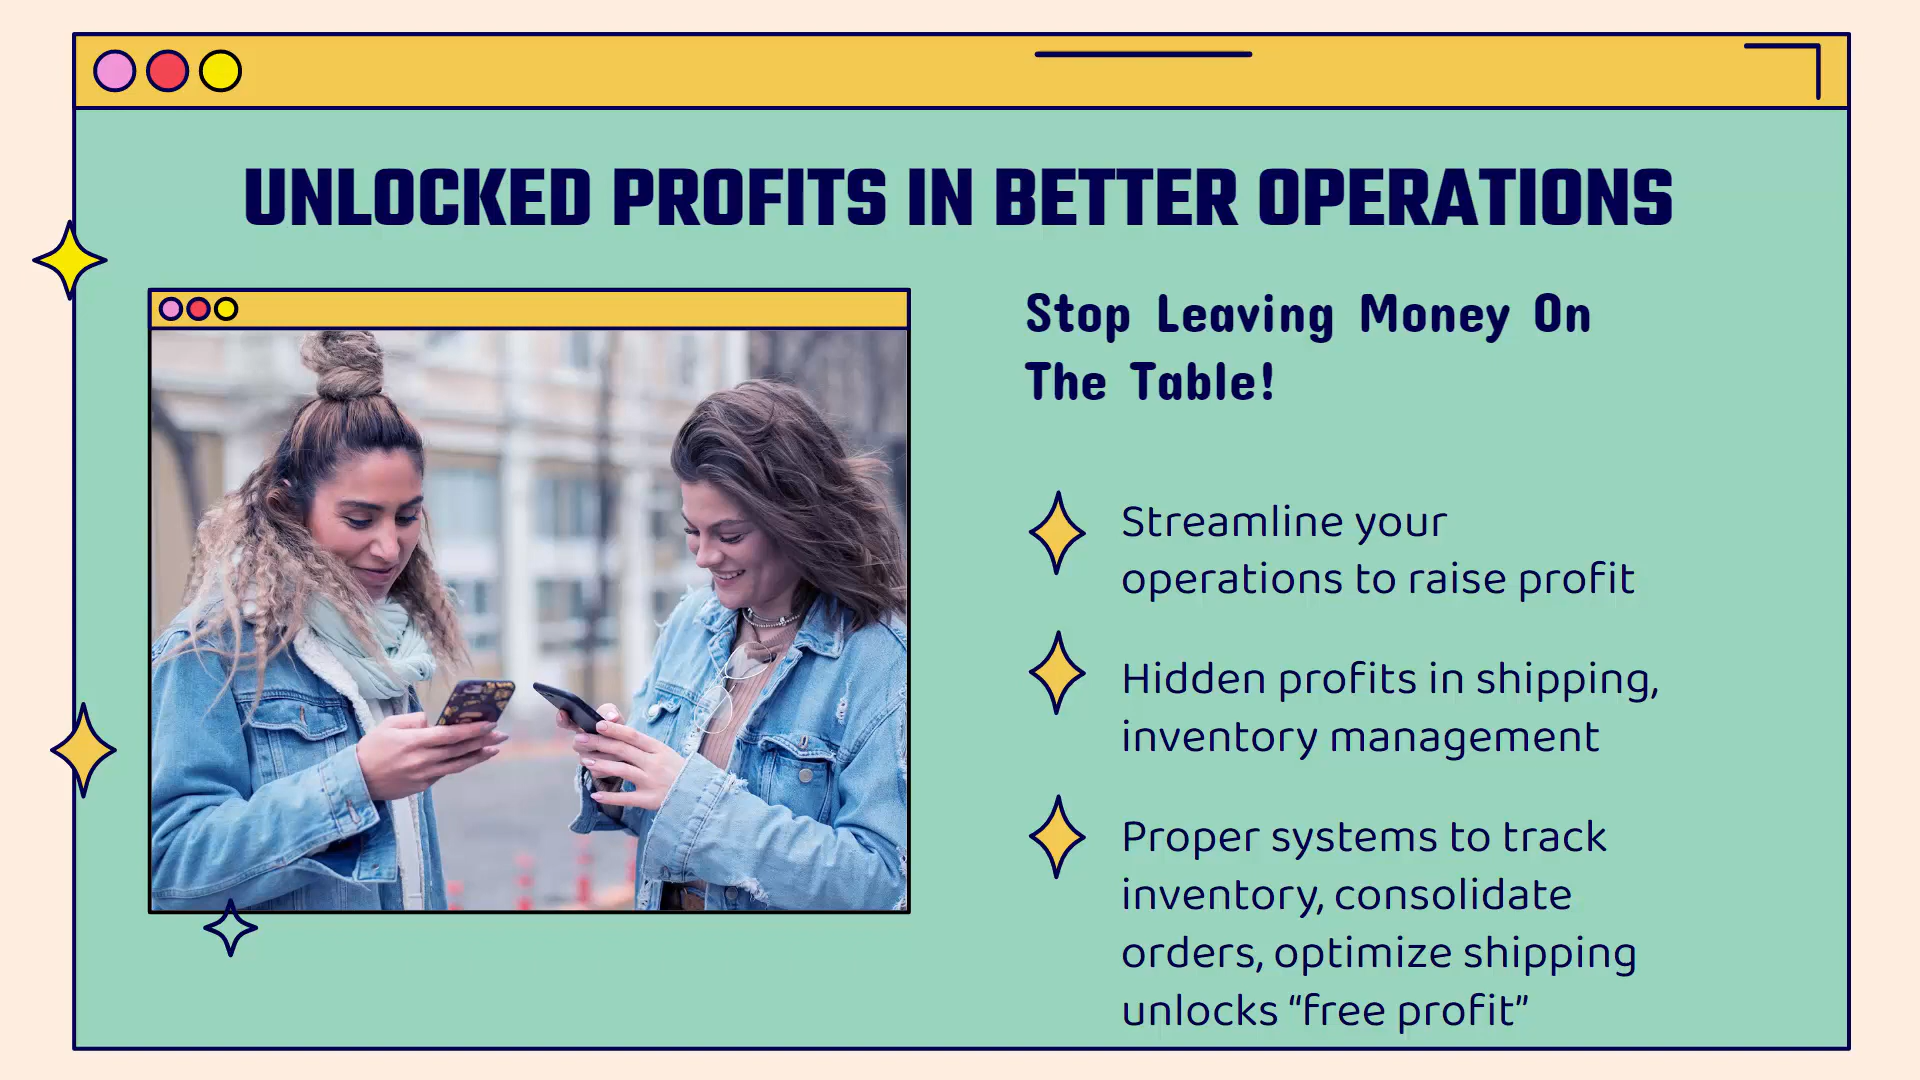 UNLOCKED PROFITS IN BETTER OPERATIONS
Stop Leaving Money On
The Table!
Streamline your
operations to raise profit
Hidden profits in shipping,
inventory management
Proper systems to track
inventory, consolidate
orders, optimize shipping
unlocks “free profit”